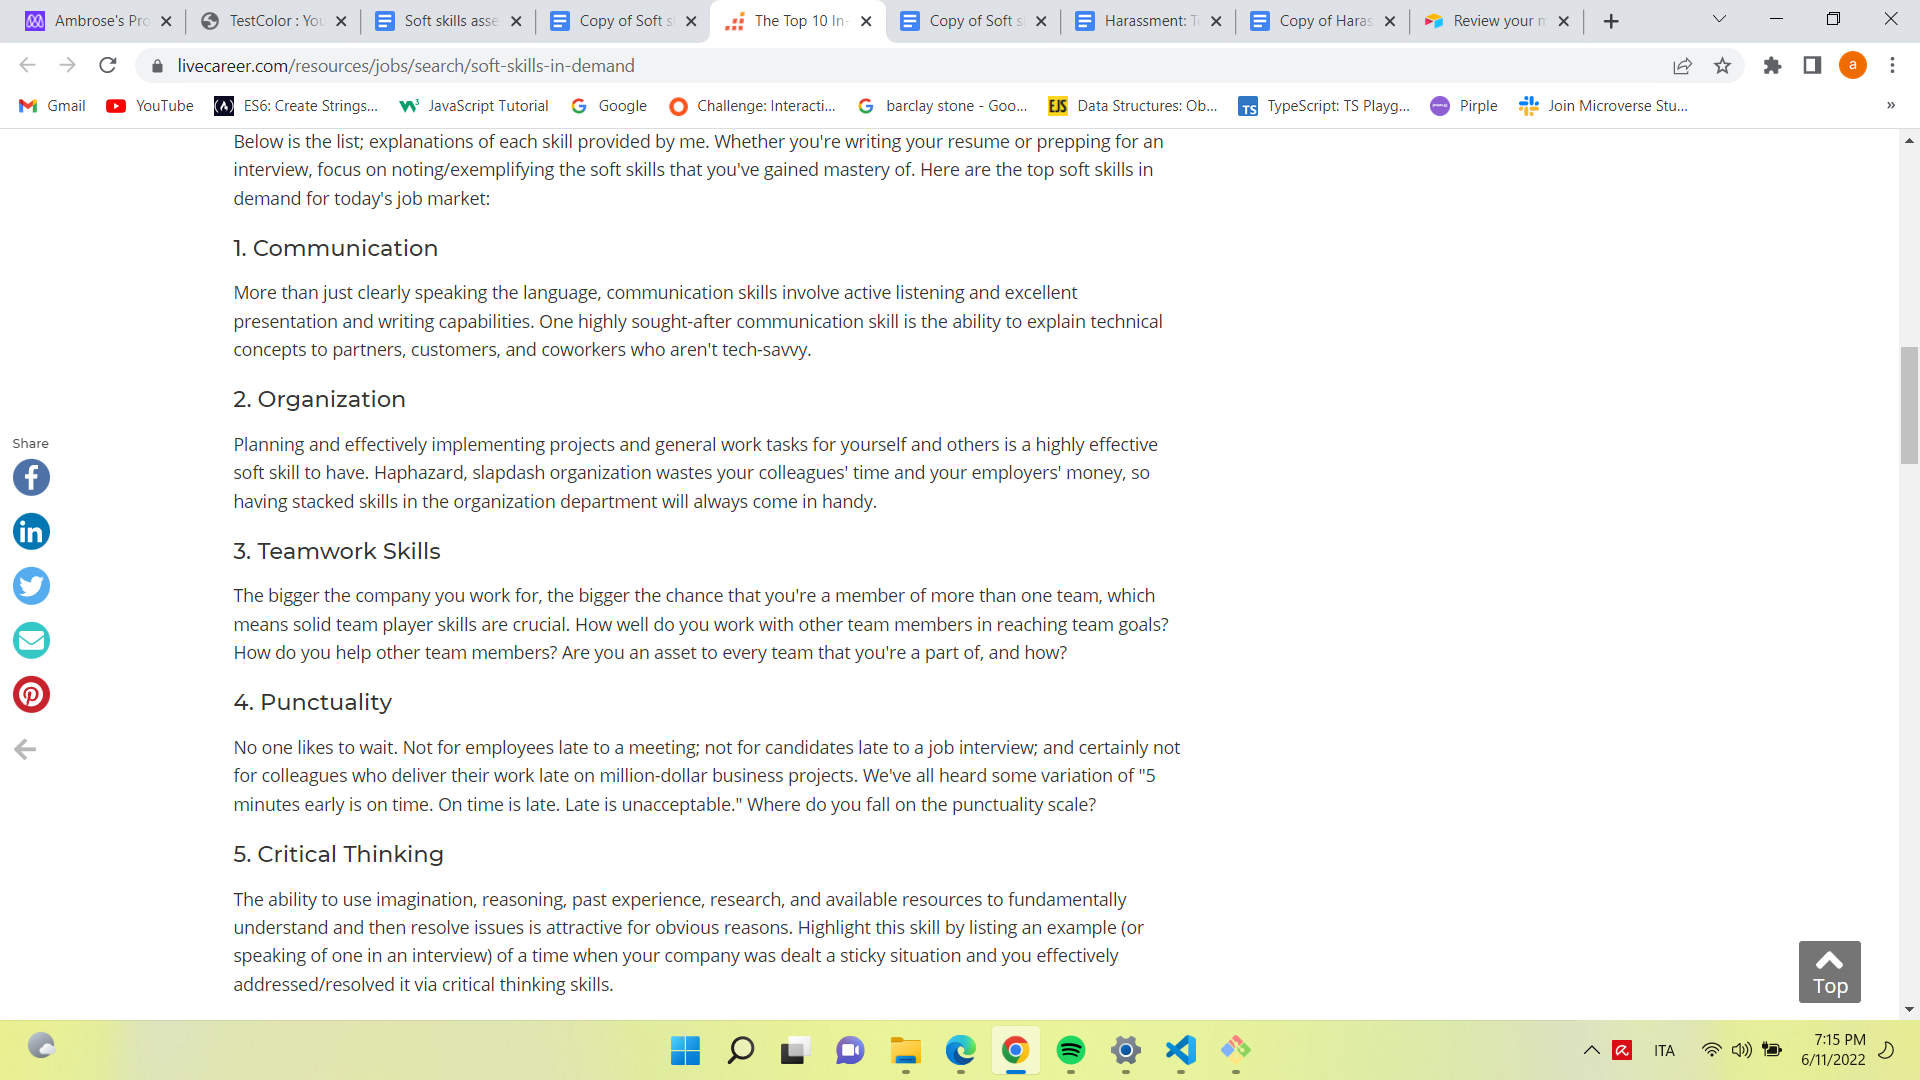 Ambrose's Pro
TestColor : You
Soft skills asse
Copy of Soft s
The Top 10 In-
Copy of Soft s
Harassment: T
Copy of Haras
Review your m
livecareer.com/resources/jobs/search/soft-skills-in-demand
a
Gmail
YouTube
ES6: Create Strings...
JavaScript Tutorial
Google
Challenge: Interacti...
barclay stone - Goo...
EJS
Data Structures: Ob...
TS
TypeScript: TS Playg...
Pirple
Join Microverse Stu...
»
Below is the list; explanations of each skill provided by me. Whether you're writing your resume or prepping for an
interview, focus on noting/exemplifying the soft skills that you've gained mastery of. Here are the top soft skills in
demand for today's job market:
1. Communication
More than just clearly speaking the language, communication skills involve active listening and excellent
presentation and writing capabilities. One highly sought-after communication skill is the ability to explain technical
concepts to partners, customers, and coworkers who aren't tech-savvy.
2. Organization
Planning and effectively implementing projects and general work tasks for yourself and others is a highly effective
soft skill to have. Haphazard, slapdash organization wastes your colleagues' time and your employers' money, so
having stacked skills in the organization department will always come in handy.
3. Teamwork Skills
The bigger the company you work for, the bigger the chance that you're a member of more than one team, which
means solid team player skills are crucial. How well do you work with other team members in reaching team goals?
How do you help other team members? Are you an asset to every team that you're a part of, and how?
4. Punctuality
No one likes to wait. Not for employees late to a meeting; not for candidates late to a job interview; and certainly not
for colleagues who deliver their work late on million-dollar business projects. We've all heard some variation of "5
minutes early is on time. On time is late. Late is unacceptable." Where do you fall on the punctuality scale?
5. Critical Thinking
The ability to use imagination, reasoning, past experience, research, and available resources to fundamentally
understand and then resolve issues is attractive for obvious reasons. Highlight this skill by listing an example (or
speaking of one in an interview) of a time when your company was dealt a sticky situation and you effectively
addressed/resolved it via critical thinking skills.
Share
Top
ITA
7:15 PM
6/11/2022